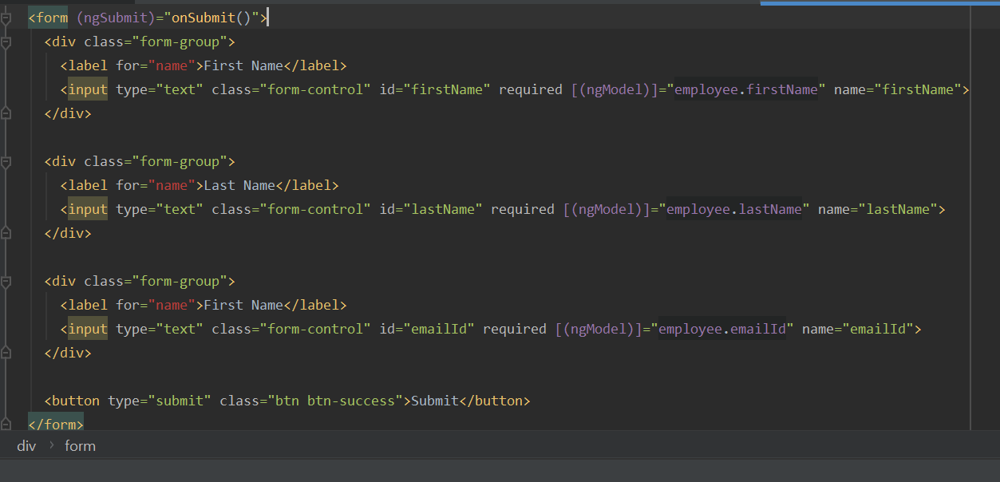 <form (ngSubmit)="onSubmit()">
<div class="form-group">
<label for="name">First Name</label>
<input type="text" class="form-control" id="firstName" required [(ngModel)]="employee.firstName" name="firstName">
</div>
<div class="form-group">
<label for="name">Last Name</label>
<input type="text" class="form-control" id="lastName" required [(ngModel)]="employee.lastName" name="lastName">
</div>
<div class="form-group">
<label for="name">First Name</label>
<input type="text" class="form-control" id="emailId" required [(ngModel)]="employee.emailId" name="emailId">
</div>
<button type="submit" class="btn btn-success">Submit</button>
</form>
div › form